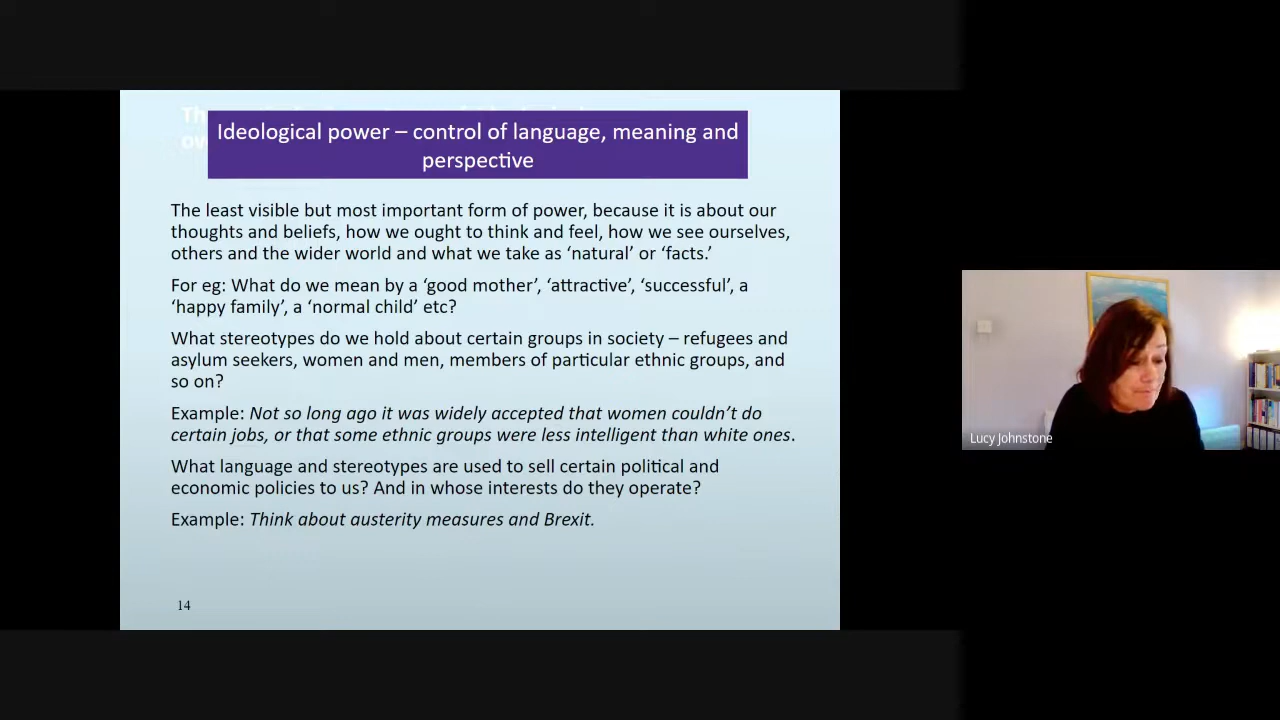 Ideological power – control of language, meaning and
perspective
The least visible but most important form of power, because it is about our
thoughts and beliefs, how we ought to think and feel, how we see ourselves,
others and the wider world and what we take as ‘natural’ or ‘facts.’
For eg: What do we mean by a ‘good mother’, ‘attractive’, ‘successful’, a
‘happy family’, a ‘normal child’ etc?
What stereotypes do we hold about certain groups in society – refugees and
asylum seekers, women and men, members of particular ethnic groups, and
so on?
Example: Not so long ago it was widely accepted that women couldn’t do
certain jobs, or that some ethnic groups were less intelligent than white ones.
What language and stereotypes are used to sell certain political and
economic policies to us? And in whose interests do they operate?
Example: Think about austerity measures and Brexit.
14
Lucy Johnstone